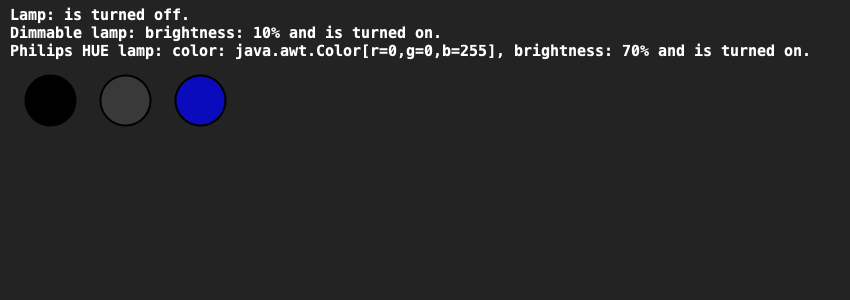 Lamp: is turned off.
Dimmable lamp: brightness: 10% and is turned on.
Philips HUE lamp: color: java.awt.Color[r=0,g=0,b=255], brightness: 70% and is turned on.